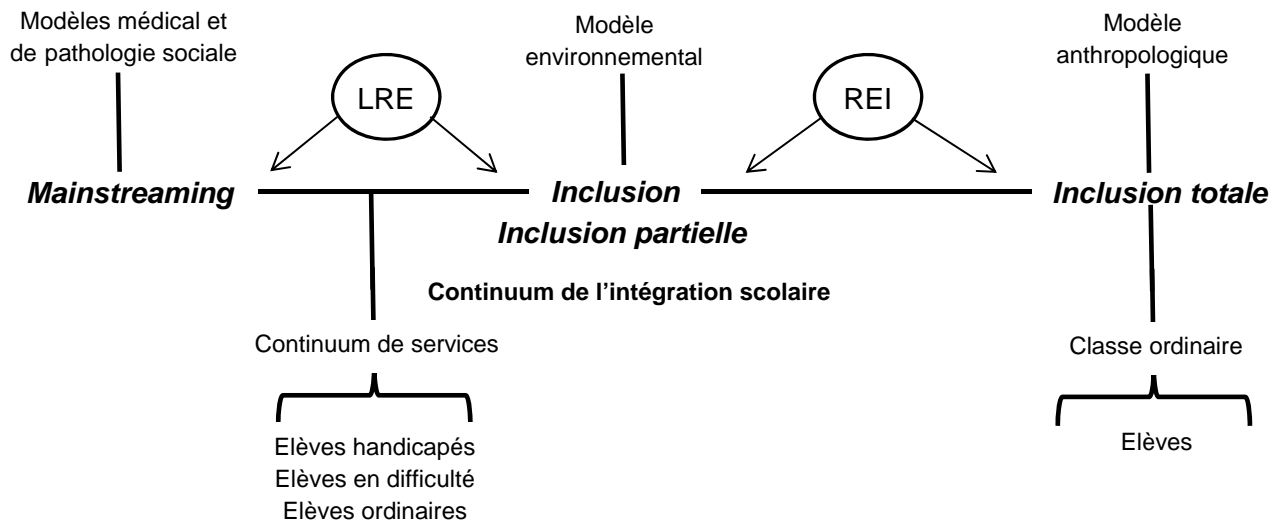 Modèles médical et
de pathologie sociale
Modèle
environnemental
Modèle
anthropologique
LRE
REI
Mainstreaming
Inclusion
Inclusion totale
Inclusion partielle
Continuum de l'intégration scolaire
Continuum de services
Classe ordinaire
Elèves handicapés
Elèves en difficulté
Elèves ordinaires
Elèves